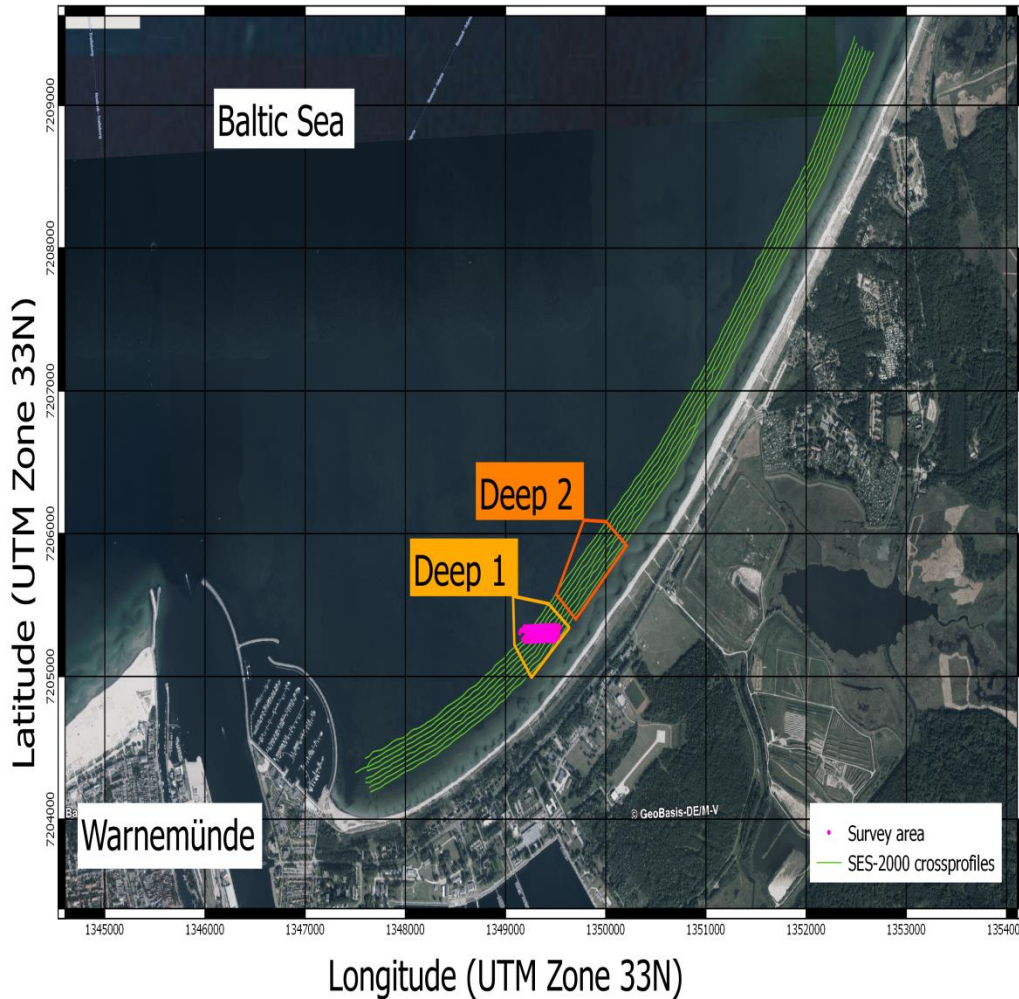 Baltic Sea
Deep 2
Deep 1
Warnemünde
© GeoBasis-DE/M-V
Survey area
SES-2000 crossprofiles
Latitude (UTM Zone 33N)
7209000
7208000
7207000
7206000
7205000
7204000
1345000 1346000 1347000 1348000 1349000 1350000 1351000 1352000 1353000 1354000
Longitude (UTM Zone 33N)